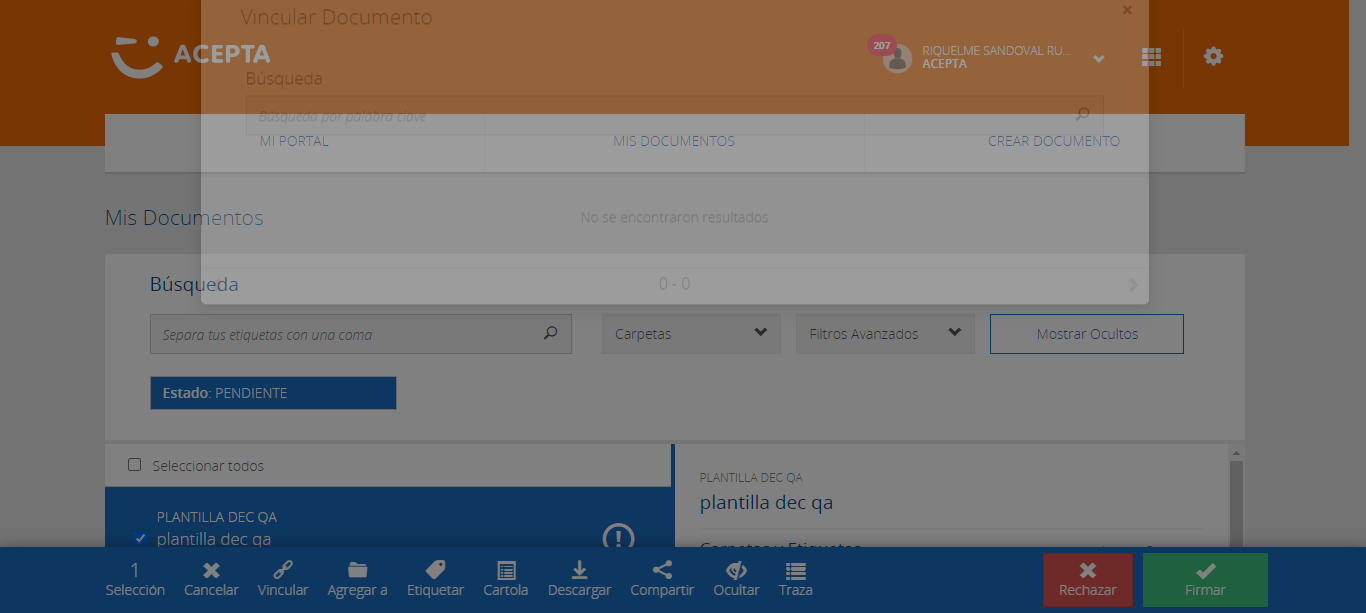 Vincular Documento
×
ACEPTA
207
RIQUELME SANDOVAL RU...
ACEPTA
Búsqueda
Búsqueda por palabra clave
MI PORTAL
MIS DOCUMENTOS
CREAR DOCUMENTO
Mis Documentos
No se encontraron resultados
Búsqueda
0 - 0
Separa tus etiquetas con una coma
Carpetas
Filtros Avanzados
Mostrar Ocultos
Estado: PENDIENTE
Seleccionar todos
PLANTILLA DEC QA
plantilla dec qa
PLANTILLA DEC QA
plantilla dec qa
Carpetas y Etiquetas
1
Selección
Cancelar
Vincular
Agregar a
Etiquetar
Cartola
Descargar
Compartir
Ocultar
Traza
Rechazar
Firmar